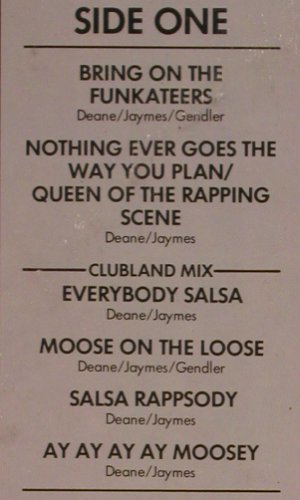 SIDE ONE
BRING ON THE
FUNKATEERS
Deane/Jaymes/Gendler
NOTHING EVER GOES THE
WAY YOU PLAN/
QUEEN OF THE RAPPING
SCENE
Deane/Jaymes
CLUBLAND MIX
EVERYBODY SALSA
Deane/Jaymes
MOOSE ON THE LOOSE
Deane/Jaymes/Gendler
SALSA RAPPSODY
Deane/Jaymes
AY AY AY AY MOOSEY
Deane/Jaymes